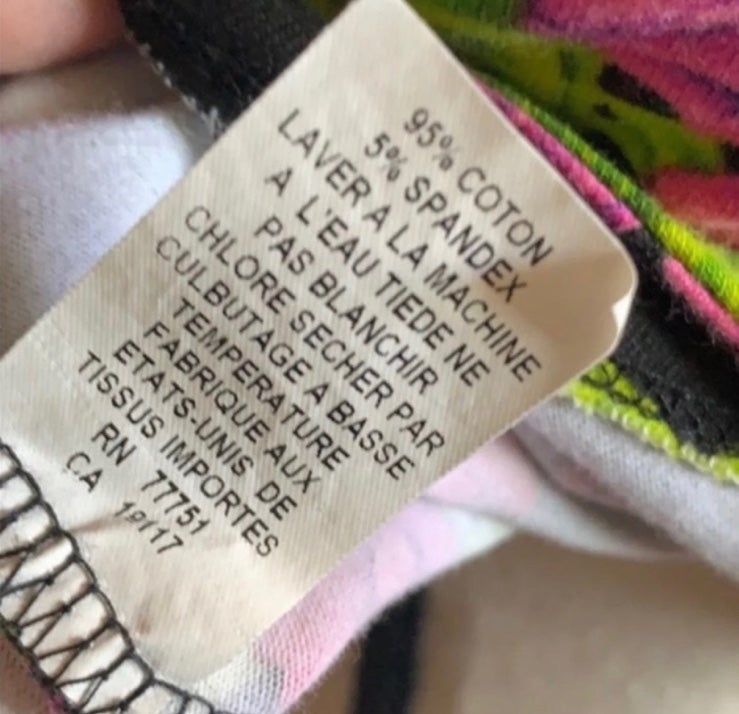 95% COTON
5% SPANDEX
LAVER A LA MACHINE
A L'EAU TIEDE NE
PAS BLANCHIR
CHLORE SECHER PAR
CULBUTAGE A BASSE
TEMPERATURE
FABRIQUE AUX
ETATS-UNIS DE
TISSUS IMPORTES
RN 77751
CA